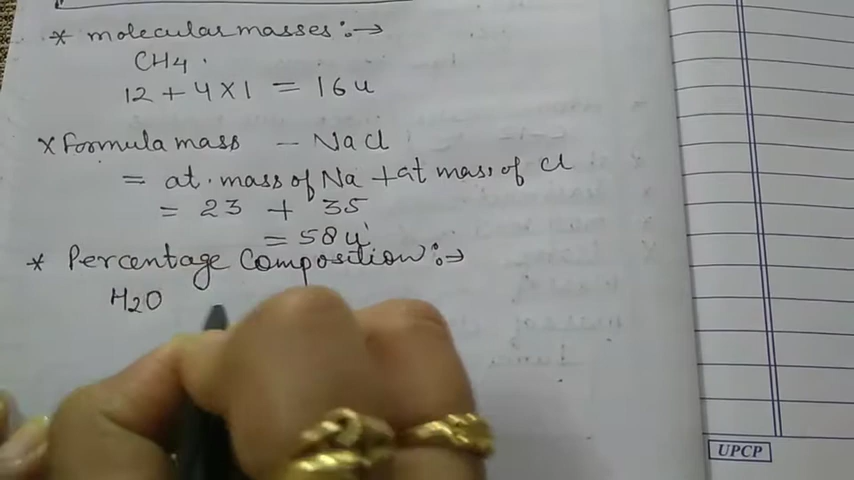 * molecular masses :→
CH4.
12 + 4 X 1 = 16 u
* Formula mass - NaCl
= at. mass of Na + at mass of Cl
= 23 + 35
= 58 u
* Percentage Composition :→
H2O
UPCP